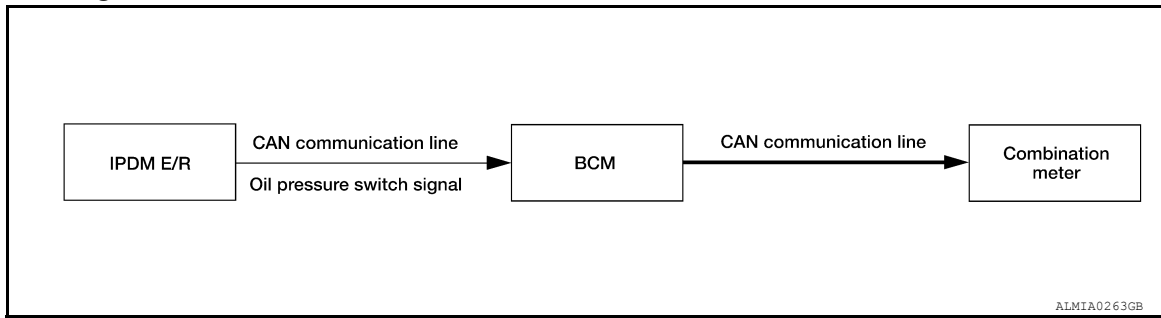 IPDM E/R
CAN communication line
Oil pressure switch signal
BCM
CAN communication line
Combination
meter
ALMIA0263GB